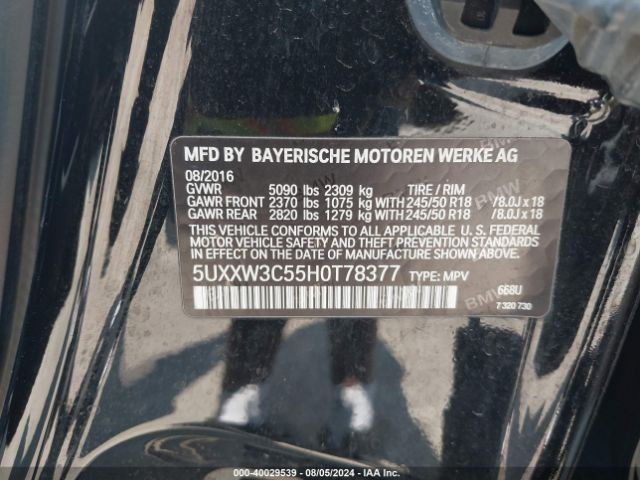 MFD BY BAYERISCHE MOTOREN WERKE AG
08/2016
GVWR 5090 lbs 2309 kg TIRE / RIM
GAWR FRONT 2370 lbs 1075 kg WITH 245/50 R18 /8.0J x 18
GAWR REAR 2820 lbs 1279 kg WITH 245/50 R18 /8.0J x 18
THIS VEHICLE CONFORMS TO ALL APPLICABLE U. S. FEDERAL
MOTOR VEHICLE SAFETY, BUMPER, AND THEFT PREVENTION
STANDARDS IN EFFECT ON THE DATE OF MANUFACTURE SHOWN ABOVE.
5UXXW3C55H0T78377 TYPE: MPV
668U
7 320 730
000-40029539 - 08/05/2024 - IAA Inc.